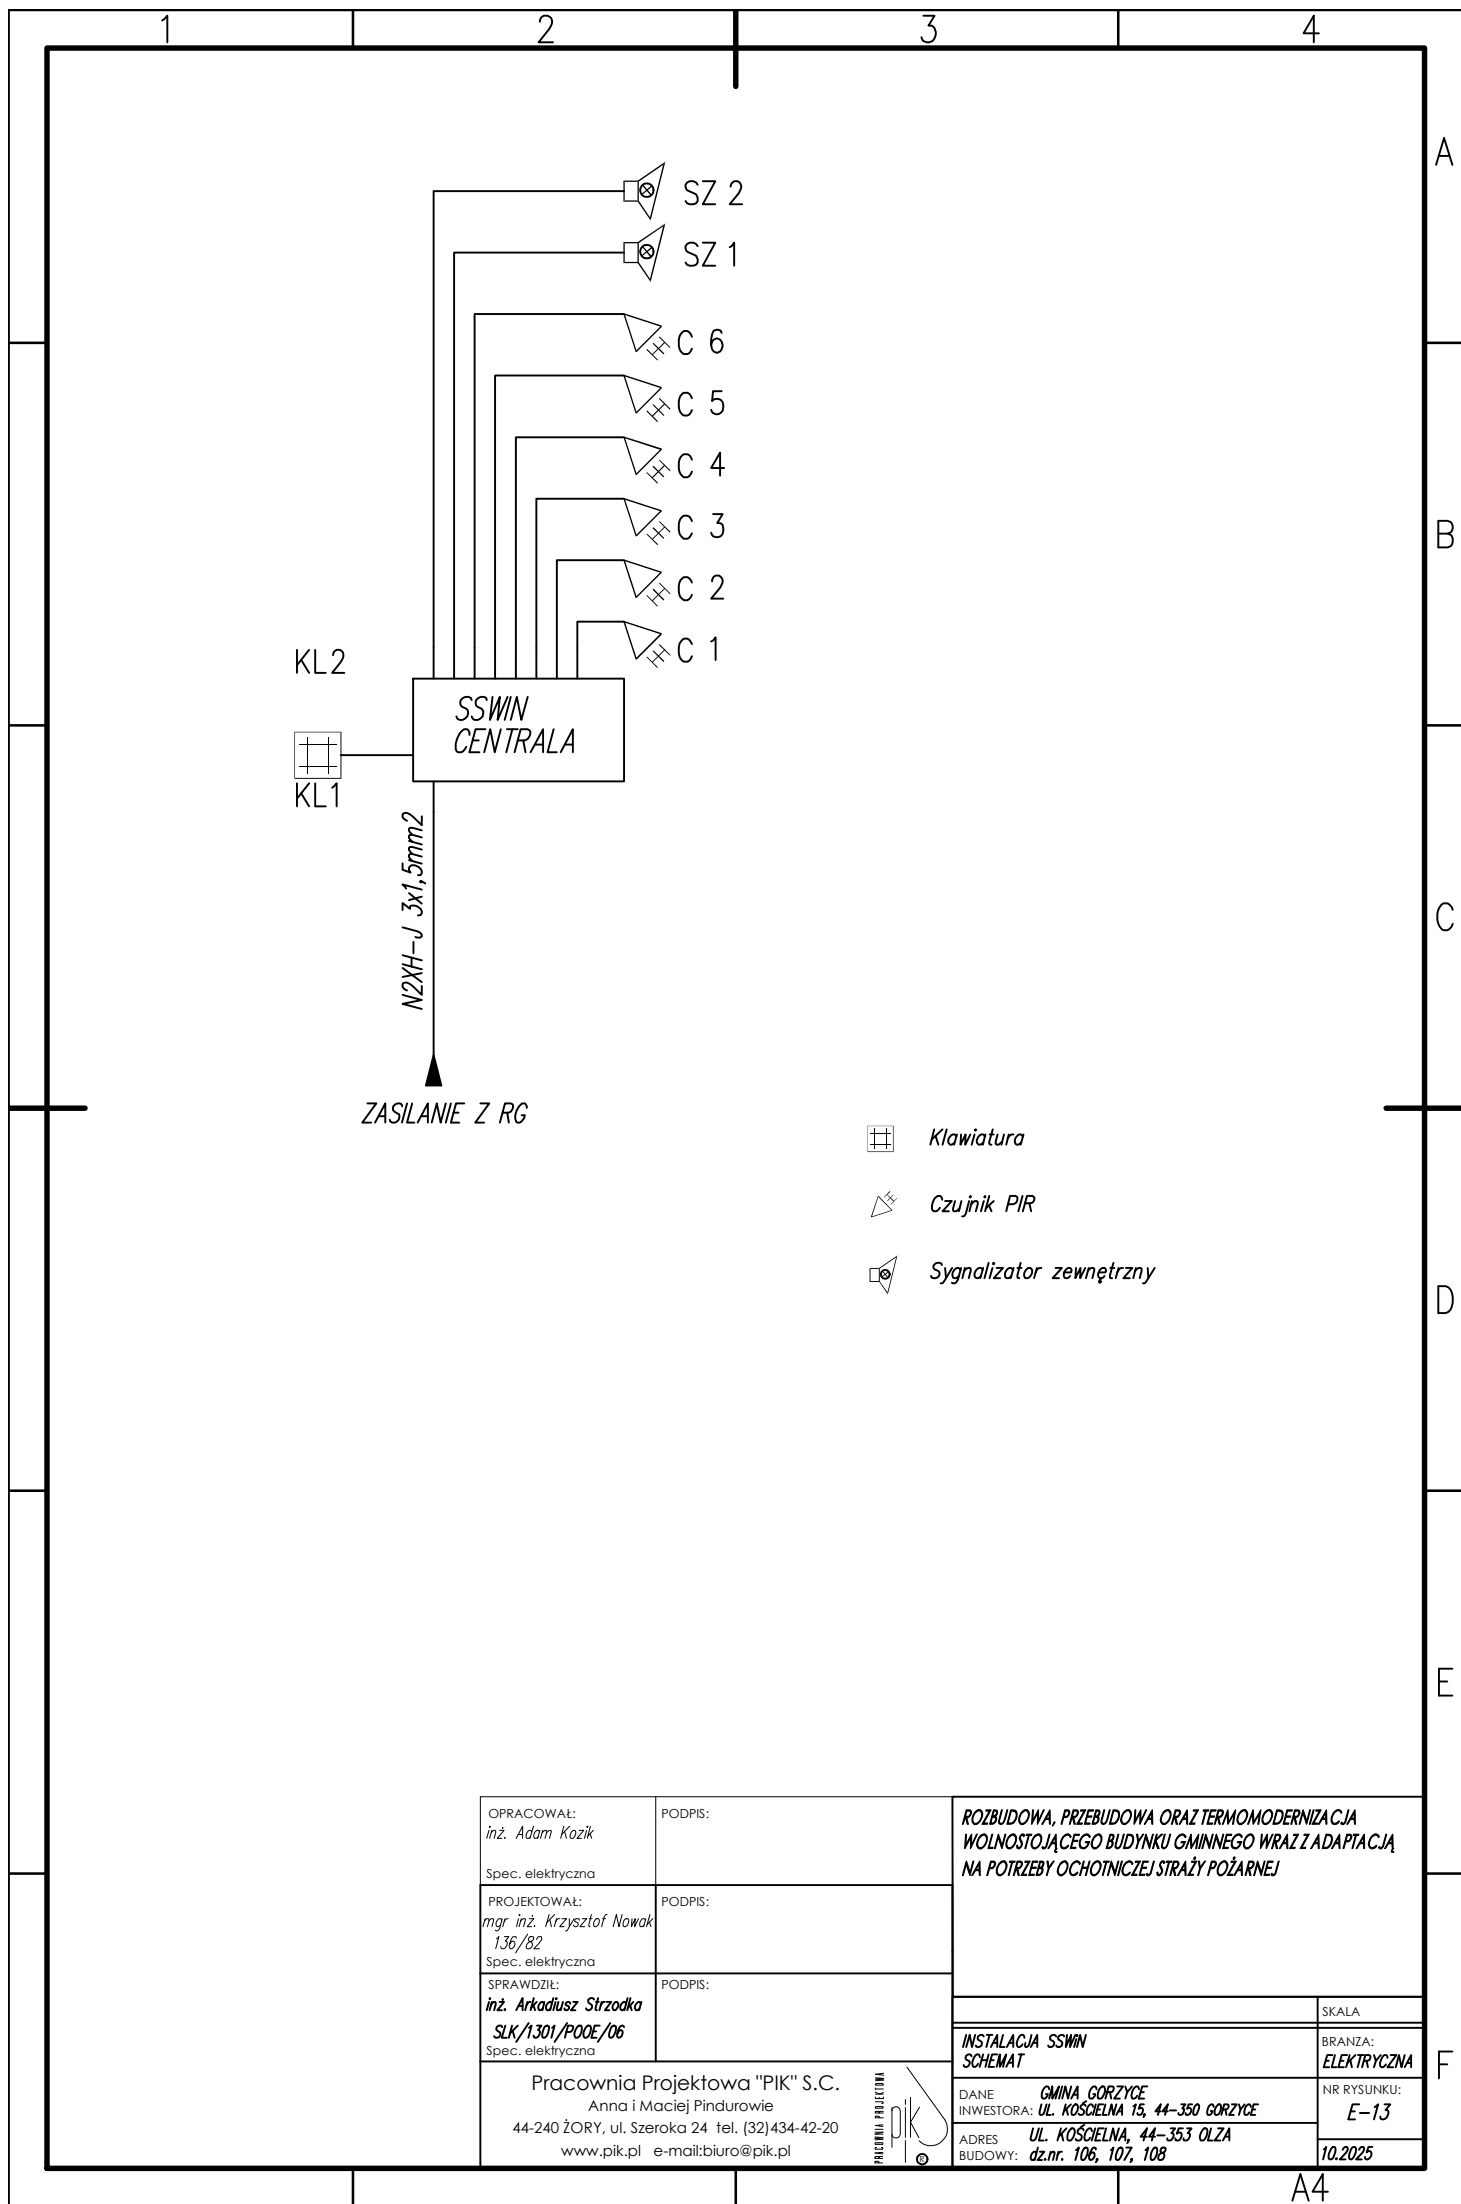 1 2 3 4
A
B
C
D
E
F
SZ 2
SZ 1
C 6
C 5
C 4
C 3
C 2
C 1
KL2
SSWIN
CENTRALA
KL1
N2XH-J 3x1,5mm2
ZASILANIE Z RG
Klawiatura
Czujnik PIR
Sygnalizator zewnętrzny
OPRACOWAŁ:
inż. Adam Kozik
Spec. elektryczna
PODPIS:
PROJEKTOWAŁ:
mgr inż. Krzysztof Nowak
136/82
Spec. elektryczna
PODPIS:
SPRAWDZIŁ:
inż. Arkadiusz Strzodka
SLK/1301/POOE/06
Spec. elektryczna
PODPIS:
Pracownia Projektowa "PIK" S.C.
Anna i Maciej Pindurowie
44-240 ŻORY, ul. Szeroka 24 tel. (32)434-42-20
www.pik.pl e-mail:biuro@pik.pl
PRACOWNIA PROJEKTOWA
pik
®
ROZBUDOWA, PRZEBUDOWA ORAZ TERMOMODERNIZACJA
WOLNOSTOJĄCEGO BUDYNKU GMINNEGO WRAZ Z ADAPTACJĄ
NA POTRZEBY OCHOTNICZEJ STRAŻY POŻARNEJ
SKALA
INSTALACJA SSWiN
SCHEMAT
BRANŻA:
ELEKTRYCZNA
DANE GMINA GORZYCE
INWESTORA: UL. KOŚCIELNA 15, 44-350 GORZYCE
NR RYSUNKU:
E-13
ADRES UL. KOŚCIELNA, 44-353 OLZA
BUDOWY: dz.nr. 106, 107, 108
10.2025
A4